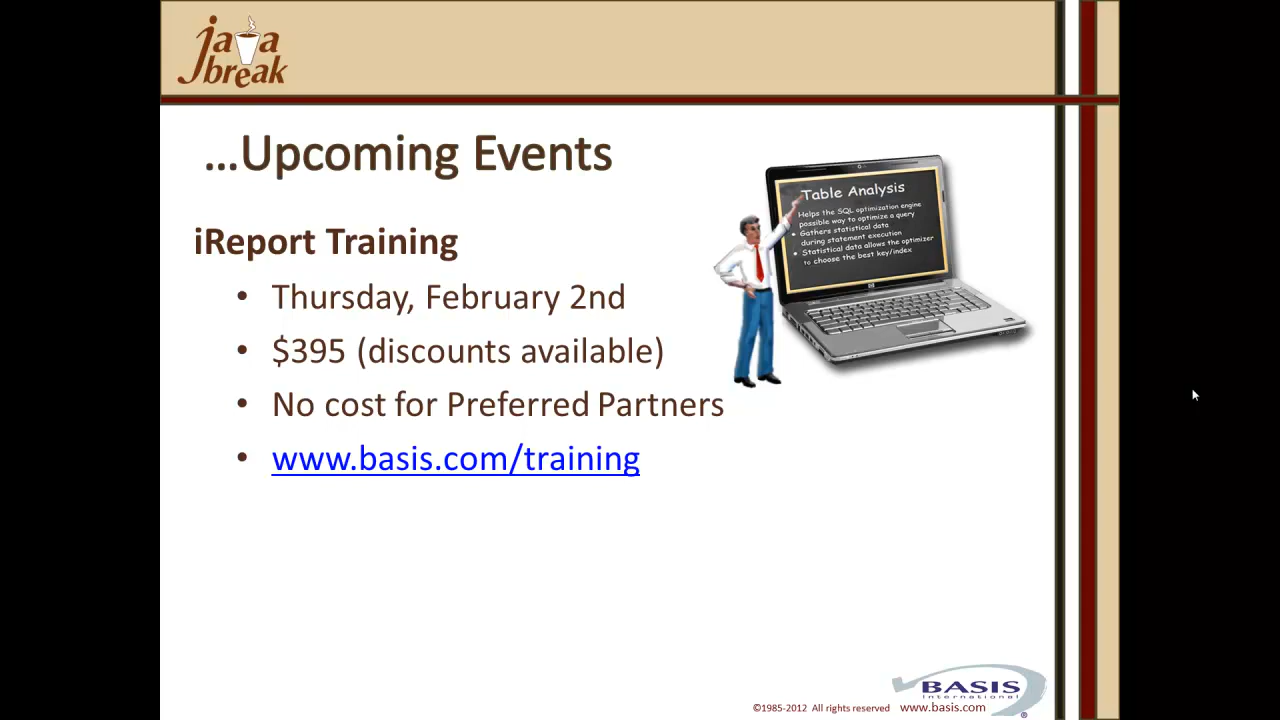 java
break
…Upcoming Events
iReport Training
• Thursday, February 2nd
• $395 (discounts available)
• No cost for Preferred Partners
• www.basis.com/training
Table Analysis
Helps the SQL optimization engine
possible way to optimize a query
• Gathers statistical data
during statement execution
• Statistical data allows the optimizer
to choose the best key/index
hp
BASIS
International
®
©1985-2012 All rights reserved www.basis.com